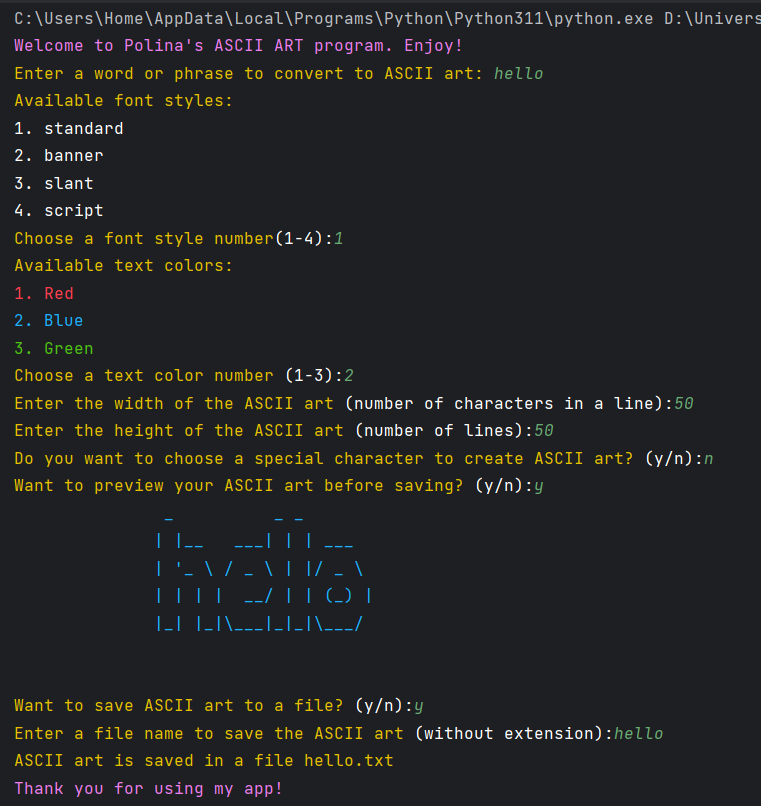 C:\Users\Home\AppData\Local\Programs\Python\Python311\python.exe D:\Univers
Welcome to Polina's ASCII ART program. Enjoy!
Enter a word or phrase to convert to ASCII art: hello
Available font styles:
1. standard
2. banner
3. slant
4. script
Choose a font style number(1-4):1
Available text colors:
1. Red
2. Blue
3. Green
Choose a text color number (1-3):2
Enter the width of the ASCII art (number of characters in a line):50
Enter the height of the ASCII art (number of lines):50
Do you want to choose a special character to create ASCII art? (y/n):n
Want to preview your ASCII art before saving? (y/n):y
               _          _ _
              | |__   ___| | | ___
              | '_ \ / _ \ | |/ _ \
              | | | |  __/ | | (_) |
              |_| |_|\___|_|_|\___/
Want to save ASCII art to a file? (y/n):y
Enter a file name to save the ASCII art (without extension):hello
ASCII art is saved in a file hello.txt
Thank you for using my app!